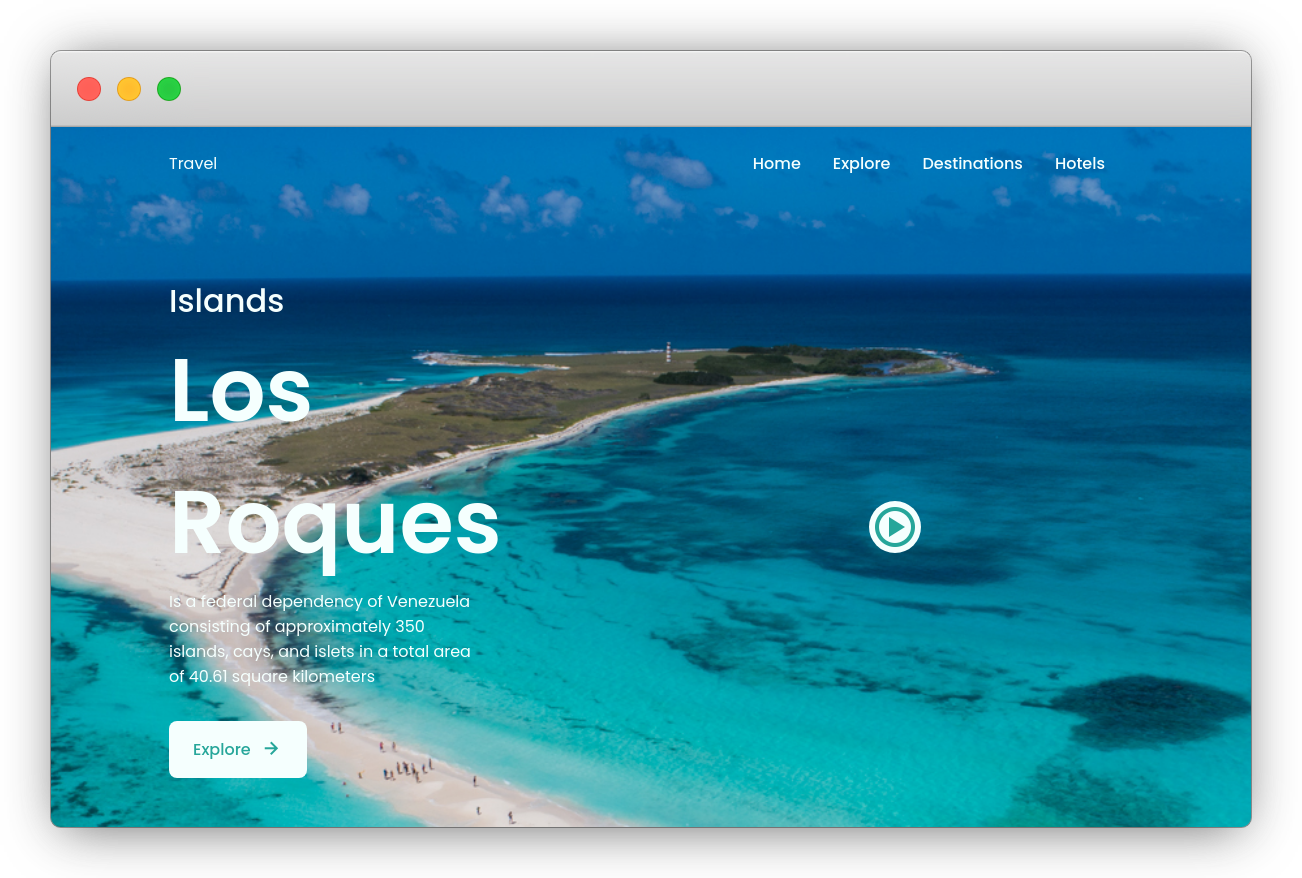 Travel
Home Explore Destinations Hotels
Islands
Los
Roques
Is a federal dependency of Venezuela
consisting of approximately 350
islands, cays, and islets in a total area
of 40.61 square kilometers
Explore